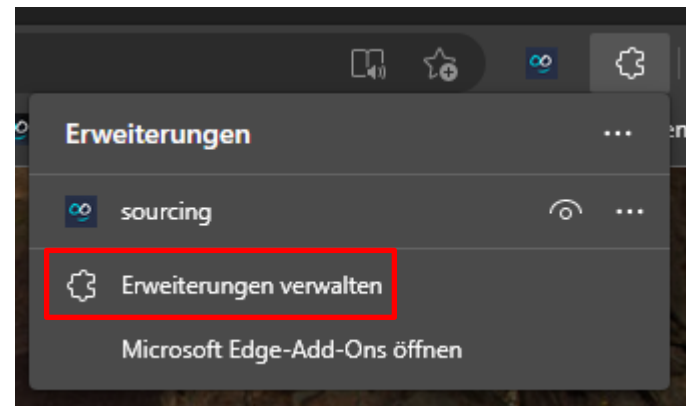 Erweiterungen
sourcing
Erweiterungen verwalten
Microsoft Edge-Add-Ons öffnen